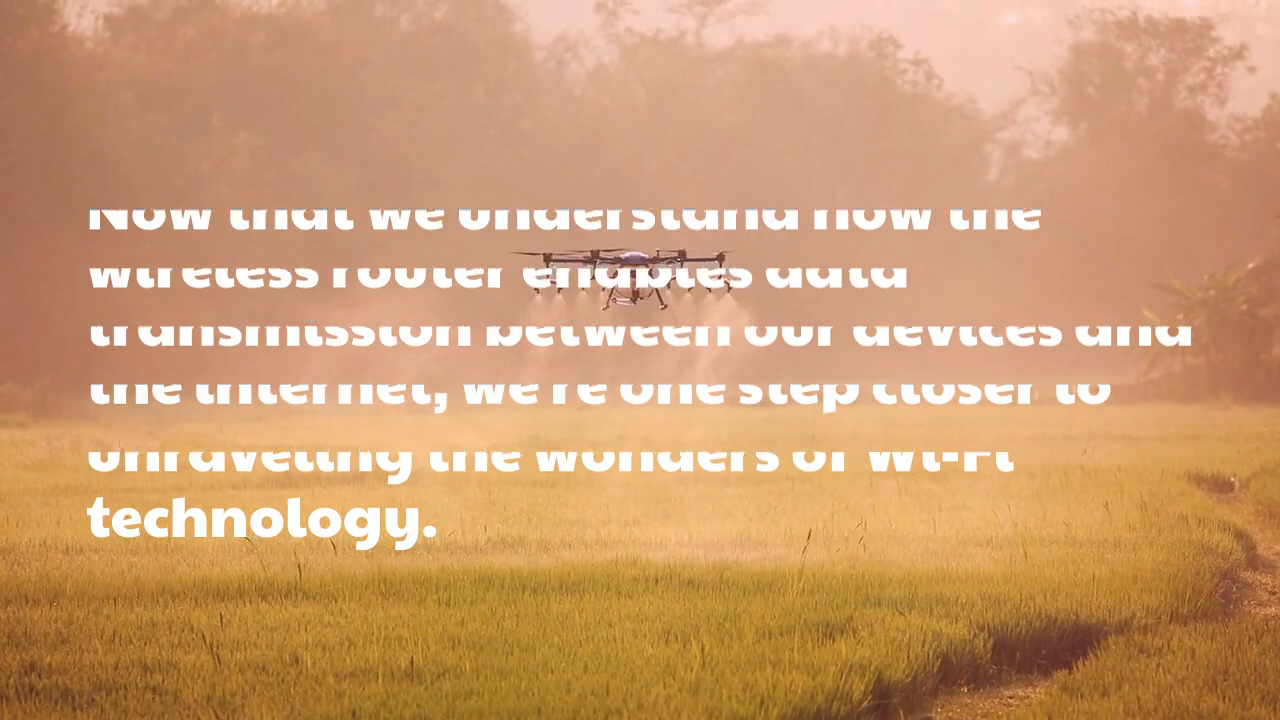 Now that we understand how the
wireless router enables data
transmission between our devices and
the internet, we're one step closer to
unravelling the wonders of Wi-Fi
technology.